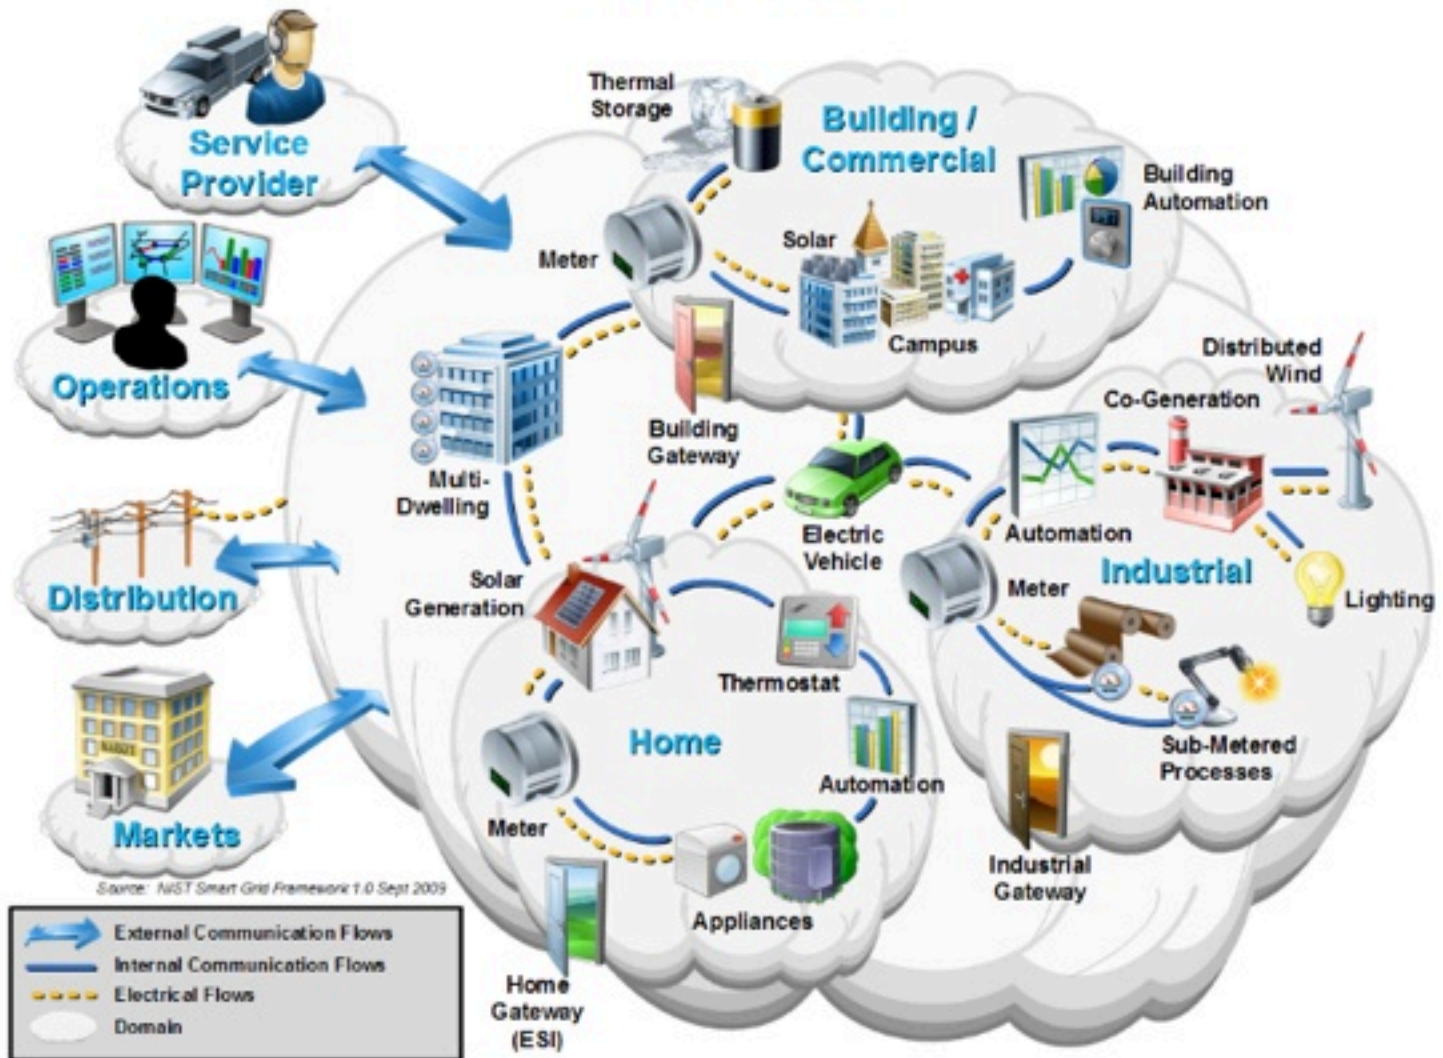 Service
Provider
Operations
Distribution
Markets
Thermal
Storage
Building /
Commercial
Building
Automation
Meter
Solar
Campus
Building
Gateway
Multi-
Dwelling
Electric
Vehicle
Distributed
Wind
Co-Generation
Automation
Industrial
Meter
Lighting
Sub-Metered
Processes
Industrial
Gateway
Solar
Generation
Thermostat
Home
Automation
Meter
Appliances
Home
Gateway
(ESI)
Source: NIST Smart Grid Framework 1.0 Sept 2009
External Communication Flows
Internal Communication Flows
Electrical Flows
Domain